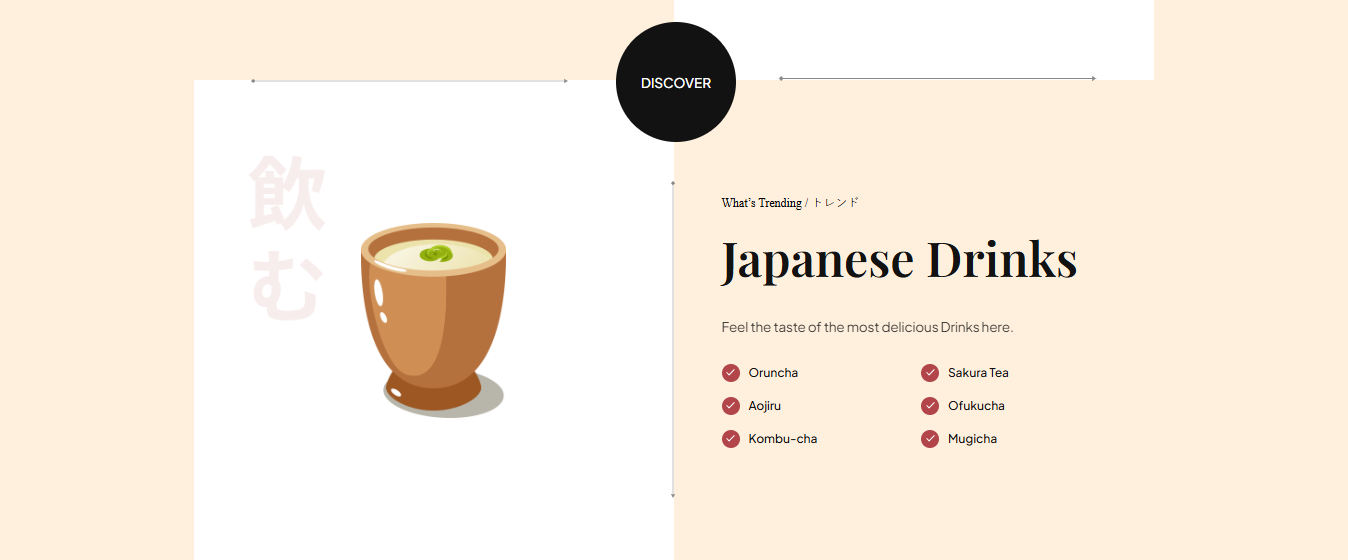 DISCOVER
飲む
What's Trending / トレンド
Japanese Drinks
Feel the taste of the most delicious Drinks here.
Oruncha
Sakura Tea
Aojiru
Ofukucha
Kombu-cha
Mugicha